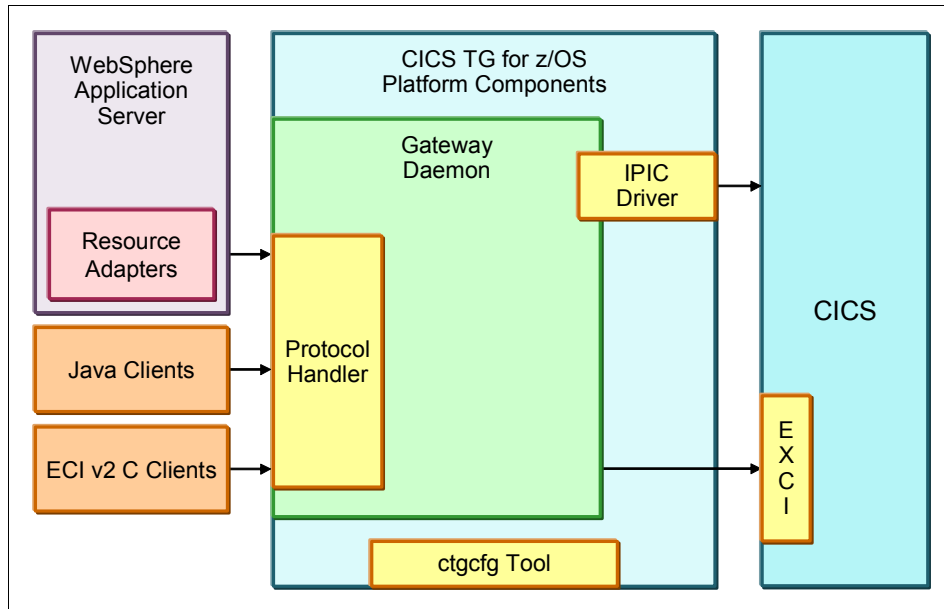 WebSphere
Application
Server
Resource
Adapters
Java Clients
ECI v2 C Clients
CICS TG for z/OS
Platform Components
Gateway
Daemon
IPIC
Driver
Protocol
Handler
ctgcfg Tool
CICS
E
X
C
I